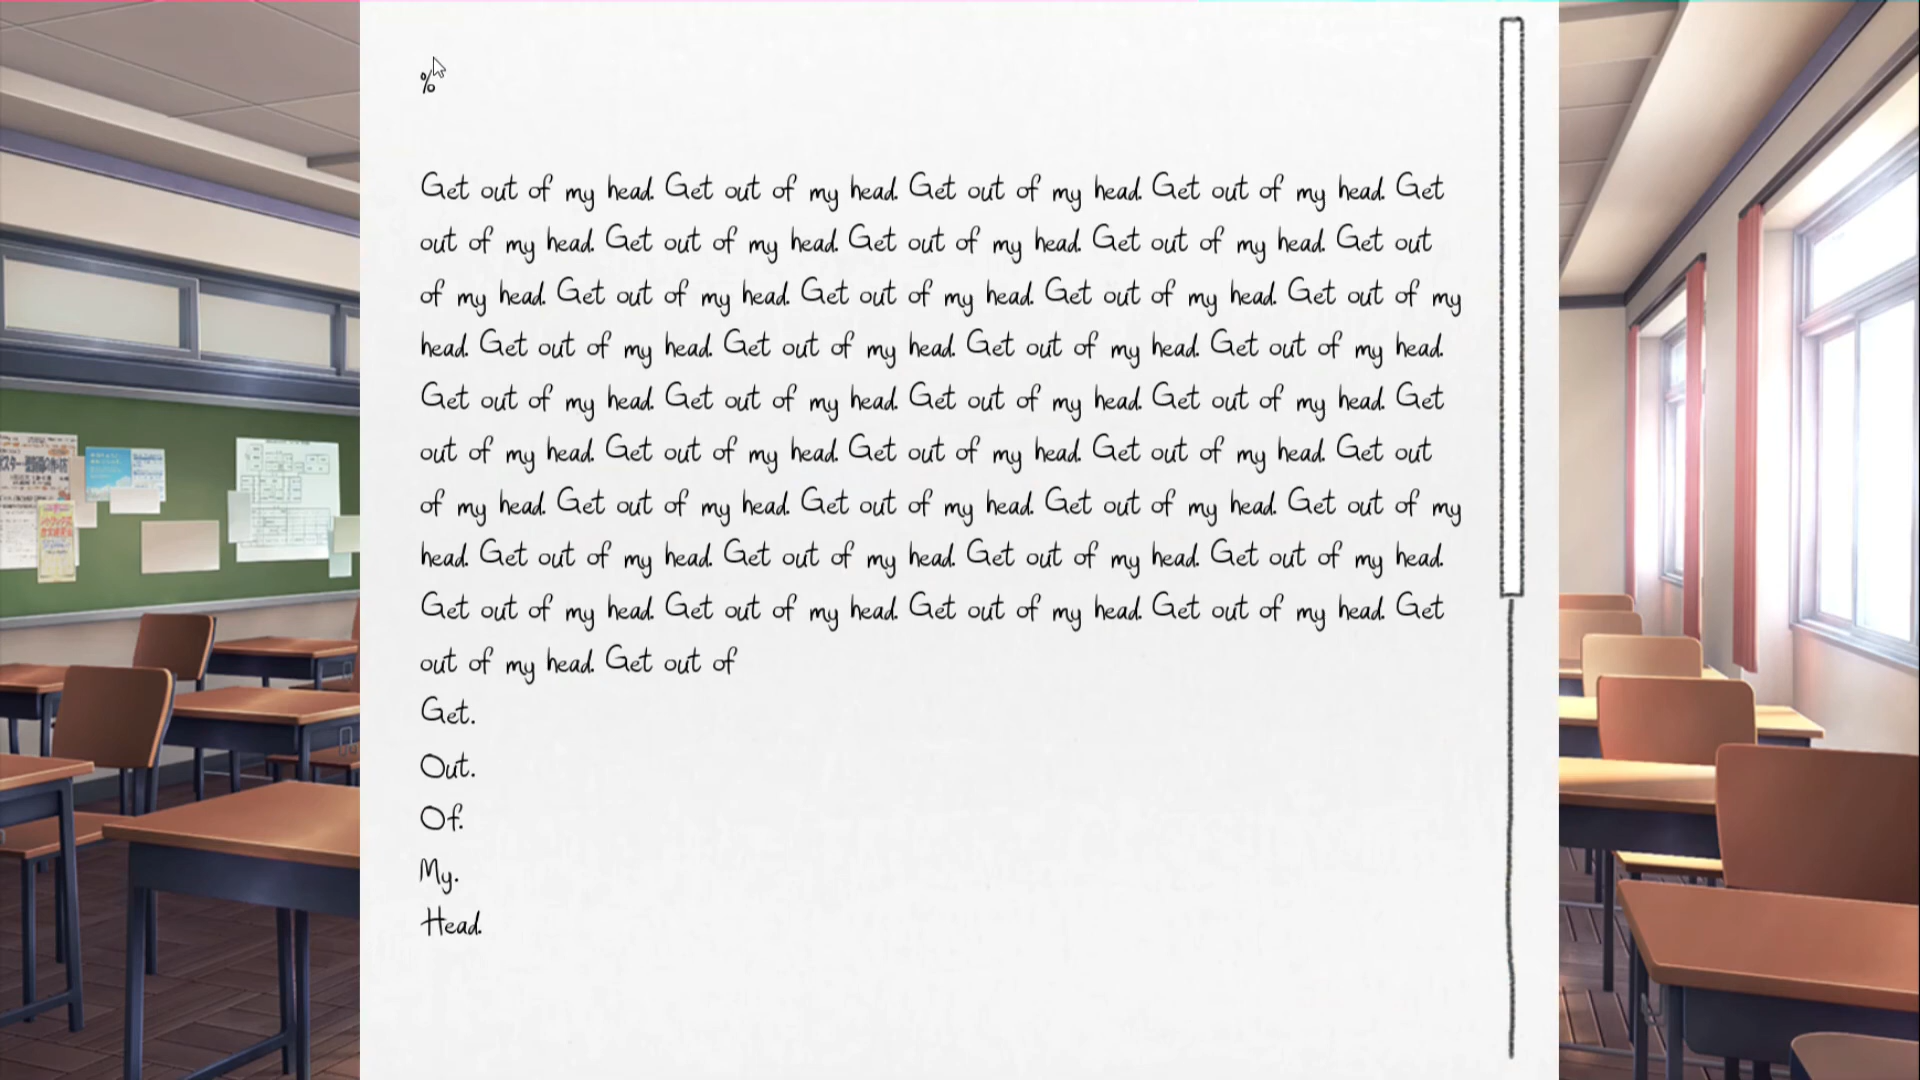 %
Get out of my head. Get out of my head. Get out of my head. Get out of my head. Get
out of my head. Get out of my head. Get out of my head. Get out of my head. Get out
of my head. Get out of my head. Get out of my head. Get out of my head. Get out of my
head. Get out of my head. Get out of my head. Get out of my head. Get out of my head.
Get out of my head. Get out of my head. Get out of my head. Get out of my head. Get
out of my head. Get out of my head. Get out of my head. Get out of my head. Get out
of my head. Get out of my head. Get out of my head. Get out of my head. Get out of my
head. Get out of my head. Get out of my head. Get out of my head. Get out of my head.
Get out of my head. Get out of my head. Get out of my head. Get out of my head. Get
out of my head. Get out of
Get.
Out.
Of.
My.
Head.